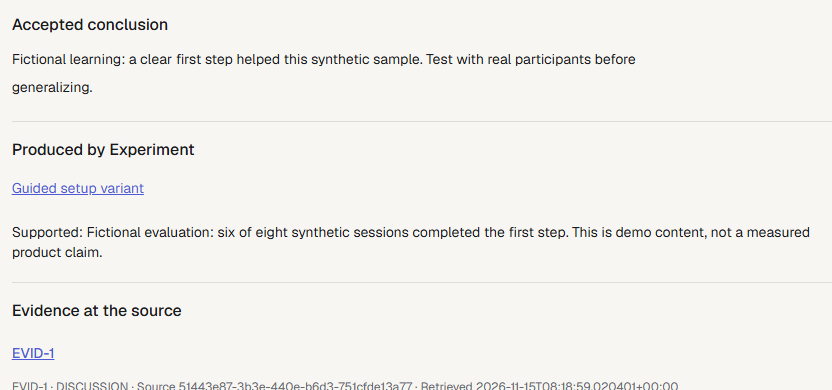 Accepted conclusion
Fictional learning: a clear first step helped this synthetic sample. Test with real participants before
generalizing.
Produced by Experiment
Guided setup variant
Supported: Fictional evaluation: six of eight synthetic sessions completed the first step. This is demo content, not a measured
product claim.
Evidence at the source
EVID-1
EVID-1 · DISCUSSION · Source 51443e87-3b3e-440e-b6d3-751cfde13a77 · Retrieved 2026-11-15T08:18:59.020401+00:00